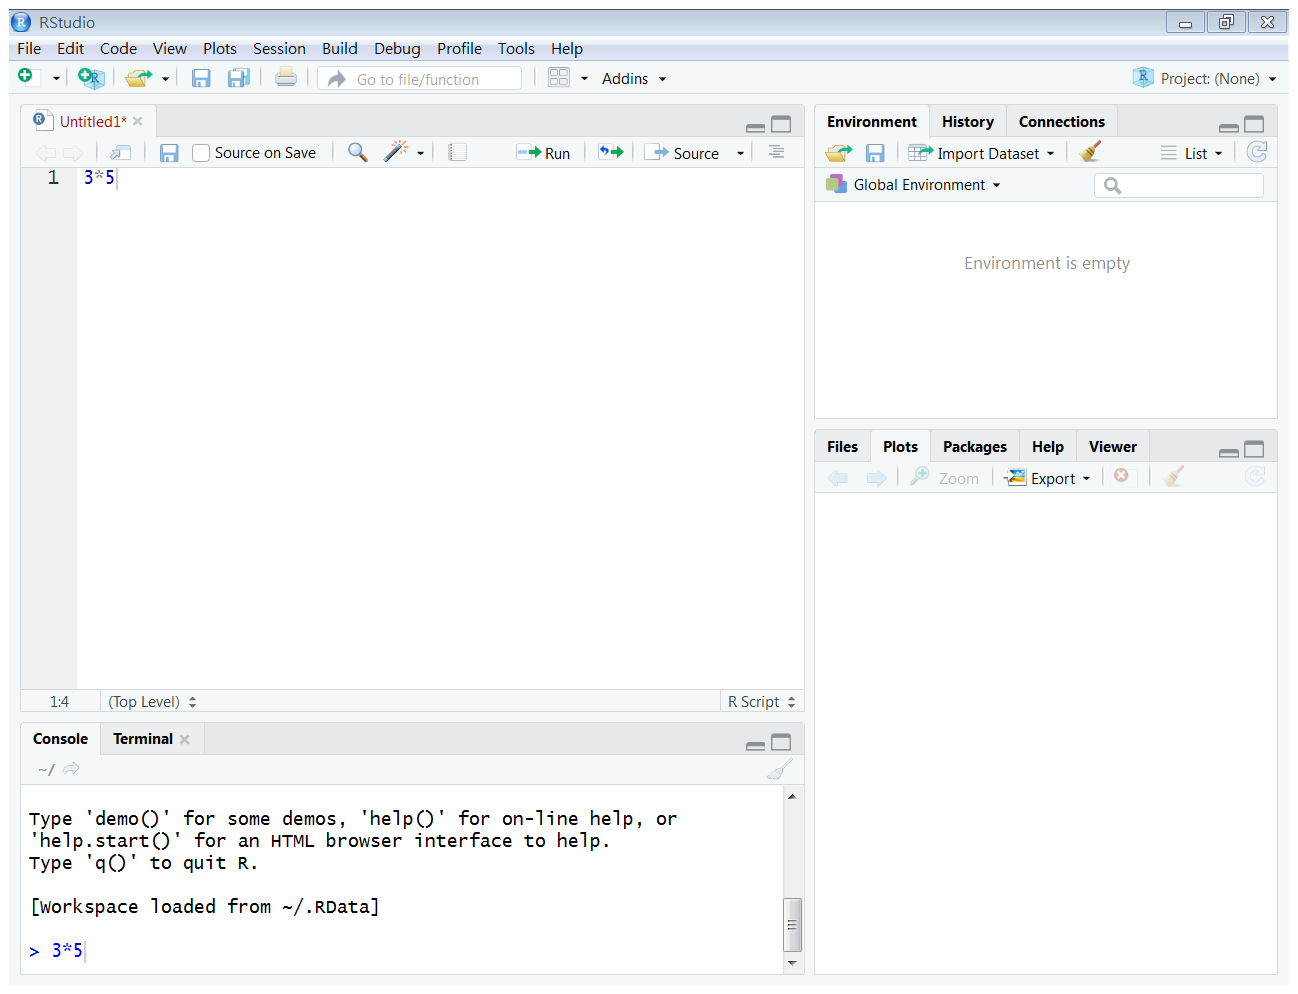 RStudio
File Edit Code View Plots Session Build Debug Profile Tools Help
Go to file/function Addins Project: (None)
Untitled1*
Source on Save Run Source
1 3*5
1:4 (Top Level) R Script
Console Terminal
~/
Type 'demo()' for some demos, 'help()' for on-line help, or
'help.start()' for an HTML browser interface to help.
Type 'q()' to quit R.
[Workspace loaded from ~/.RData]
> 3*5
Environment History Connections
Import Dataset List
Global Environment
Environment is empty
Files Plots Packages Help Viewer
Zoom Export